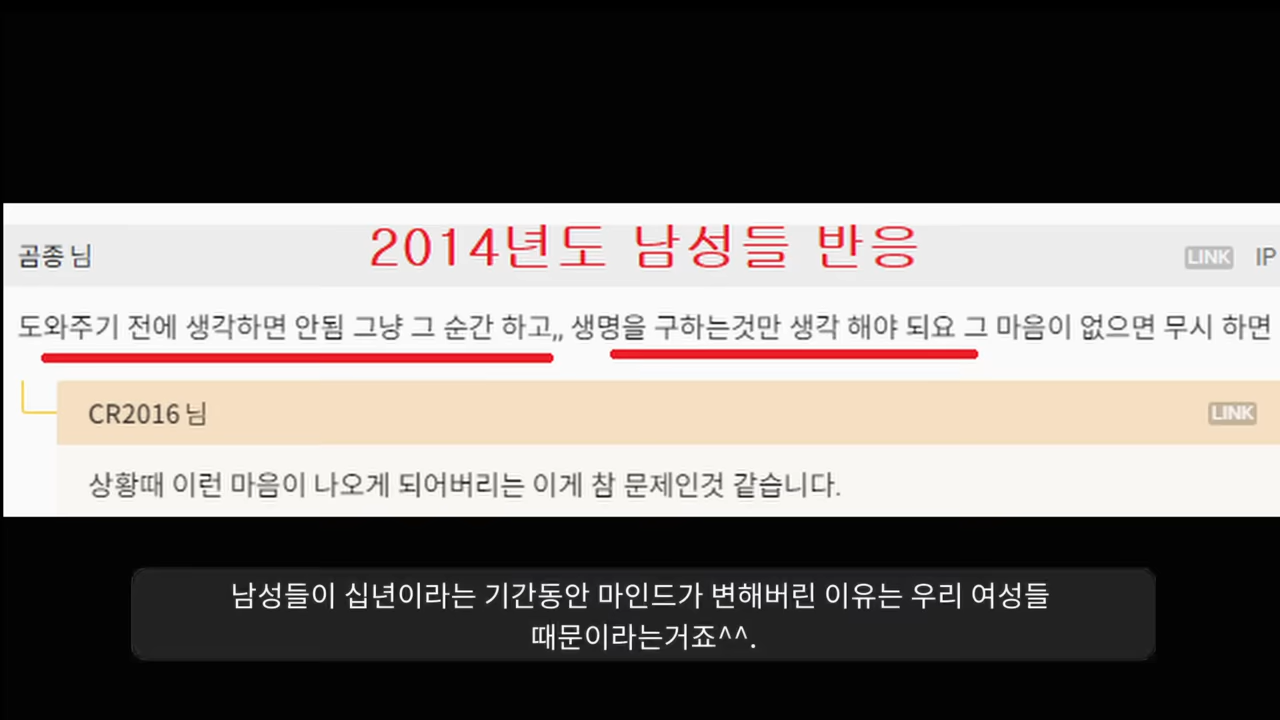 2014년도 남성들 반응
곰종 님
LINK IP
도와주기 전에 생각하면 안됨 그냥 그 순간 하고,, 생명을 구하는것만 생각 해야 되요 그 마음이 없으면 무시 하면
CR2016 님
LINK
상황때 이런 마음이 나오게 되어버리는 이게 참 문제인것 같습니다.
남성들이 십년이라는 기간동안 마인드가 변해버린 이유는 우리 여성들
때문이라는거죠^^.